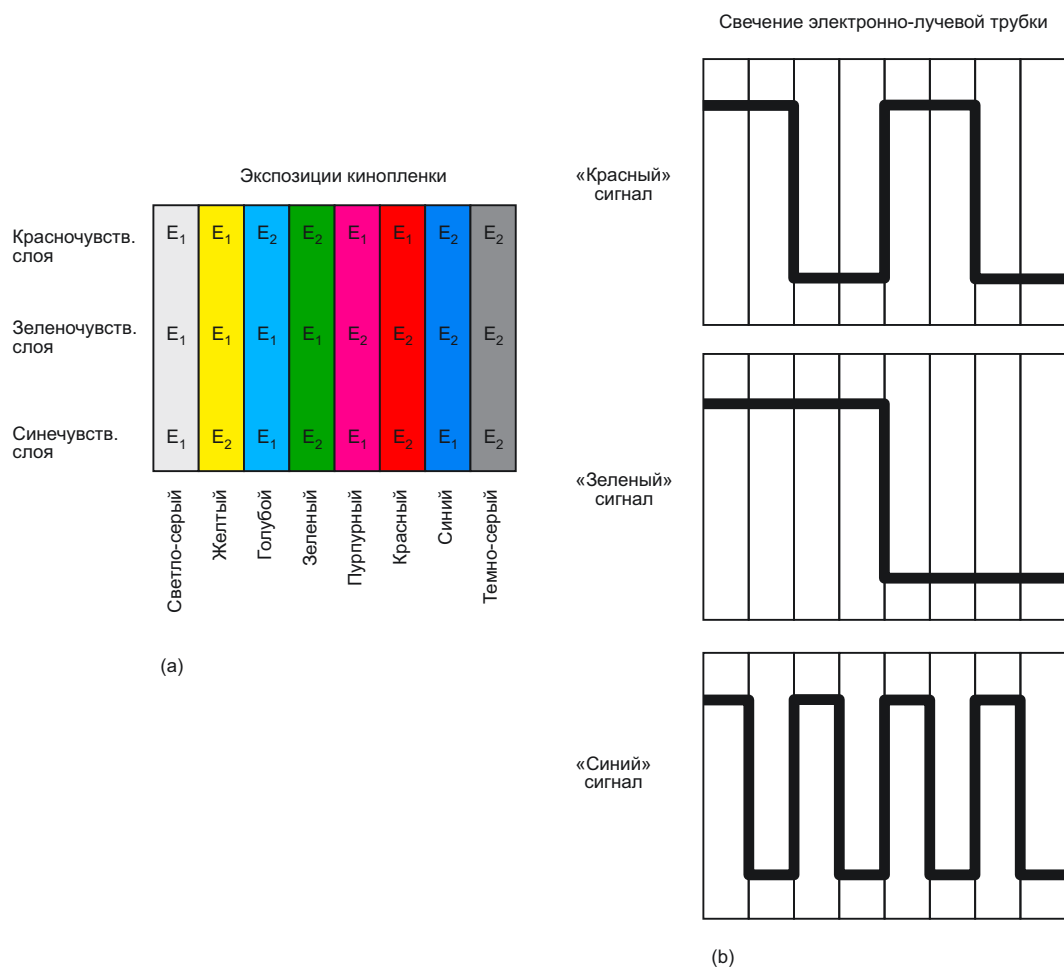 Свечение электронно-лучевой трубки
Экспозиции кинопленки
Красночувств.
слоя
E₁ E₁ E₂ E₂ E₁ E₁ E₂ E₂
Зеленочувств.
слоя
E₁ E₁ E₁ E₁ E₂ E₂ E₂ E₂
Синечувств.
слоя
E₁ E₂ E₁ E₂ E₁ E₂ E₁ E₂
Светло-серый
Желтый
Голубой
Зеленый
Пурпурный
Красный
Синий
Темно-серый
(a)
«Красный»
сигнал
«Зеленый»
сигнал
«Синий»
сигнал
(b)